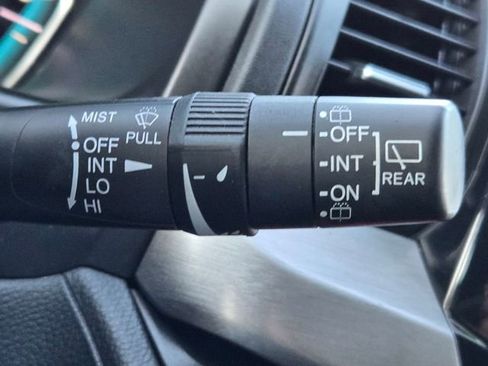 MIST
PULL
OFF
INT
LO
HI
OFF
INT
ON
REAR